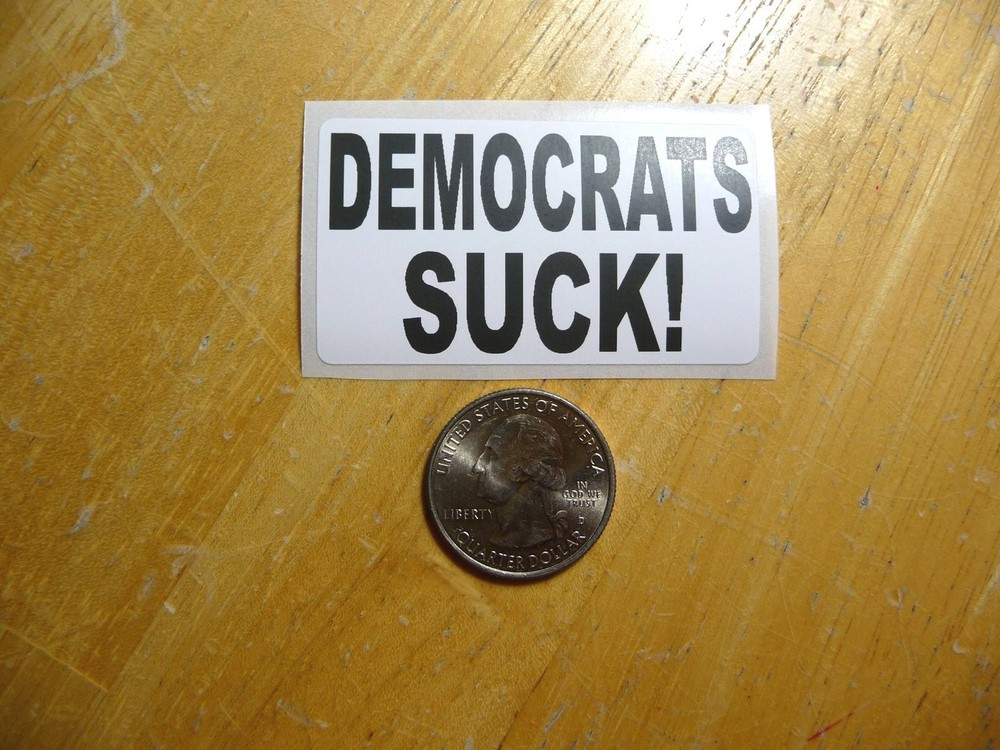 DEMOCRATS
SUCK!
UNITED STATES OF AMERICA
LIBERTY
IN
GOD WE
TRUST
D
QUARTER DOLLAR